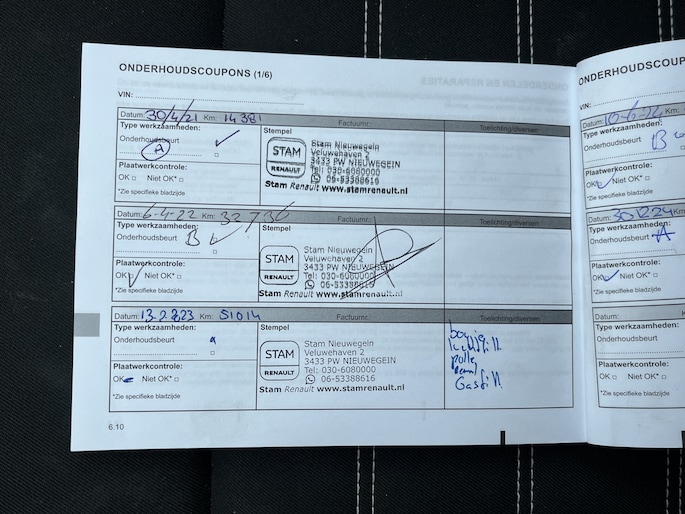 ONDERHOUDSCOUPONS (1/6)
VIN:
Datum: 30/4/21 Km: 14381 Factuurnr.: Toelichting/diversen
Type werkzaamheden:
Onderhoudsbeurt
A
Plaatwerkcontrole:
OK □ Niet OK* □
*Zie specifieke bladzijde
Stempel
STAM
RENAULT
Stam Nieuwegein
Veluwehaven 2
3433 PW NIEUWEGEIN
Tel: 030-6080000
06-53388616
Stam Renault www.stamrenault.nl
Datum: 6-4-22 Km: 33736 Factuurnr.: Toelichting/diversen
Type werkzaamheden:
Onderhoudsbeurt B
Plaatwerkcontrole:
OK Niet OK* □
*Zie specifieke bladzijde
Stempel
STAM
RENAULT
Stam Nieuwegein
Veluwehaven 2
3433 PW NIEUWEGEIN
Tel: 030-6080000
06-53388616
Stam Renault www.stamrenault.nl
Datum: 13-2-2023 Km: 51014 Factuurnr.: Toelichting/diversen
Type werkzaamheden:
Onderhoudsbeurt
Plaatwerkcontrole:
OK Niet OK* □
*Zie specifieke bladzijde
Stempel
STAM
RENAULT
Stam Nieuwegein
Veluwehaven 2
3433 PW NIEUWEGEIN
Tel: 030-6080000
06-53388616
Stam Renault www.stamrenault.nl
6.10
ONDERHOUDSCOUP
VIN:
Datum: 10-6-24 Km:
Type werkzaamheden:
Onderhoudsbeurt B
Plaatwerkcontrole:
OK Niet OK* □
*Zie specifieke bladzijde
Datum: Km:
Type werkzaamheden:
Onderhoudsbeurt A
Plaatwerkcontrole:
OK Niet OK* □
*Zie specifieke bladzijde
Datum:
Type werkzaamheden:
Onderhoudsbeurt
Plaatwerkcontrole:
OK □ Niet OK* □
*Zie specifieke bladzijde